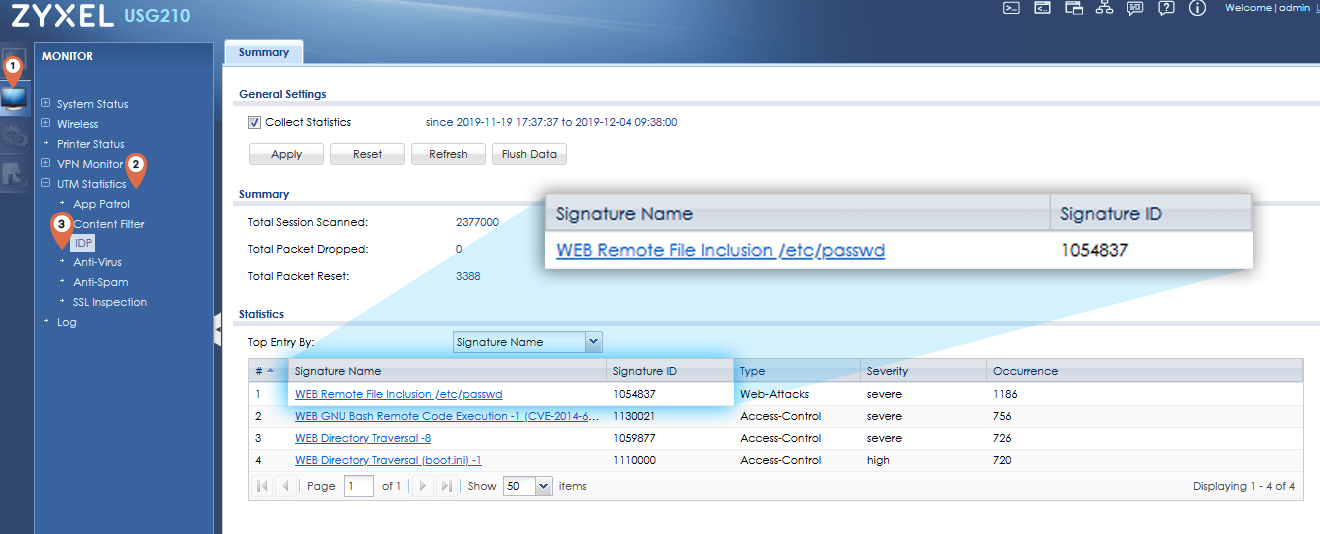 ZYXEL USG210
Welcome | admin
MONITOR
1
System Status
Wireless
Printer Status
VPN Monitor
2
UTM Statistics
App Patrol
3
Content Filter
IDP
Anti-Virus
Anti-Spam
SSL Inspection
Log
Summary
General Settings
Collect Statistics since 2019-11-19 17:37:37 to 2019-12-04 09:38:00
Apply Reset Refresh Flush Data
Summary
Total Session Scanned: 2377000
Total Packet Dropped: 0
Total Packet Reset: 3388
Signature Name Signature ID
WEB Remote File Inclusion /etc/passwd 1054837
Statistics
Top Entry By: Signature Name
# Signature Name Signature ID Type Severity Occurrence
1 WEB Remote File Inclusion /etc/passwd 1054837 Web-Attacks severe 1186
2 WEB GNU Bash Remote Code Execution -1 (CVE-2014-6... 1130021 Access-Control severe 756
3 WEB Directory Traversal -8 1059877 Access-Control severe 726
4 WEB Directory Traversal (boot.ini) -1 1110000 Access-Control high 720
Page 1 of 1 Show 50 items Displaying 1 - 4 of 4